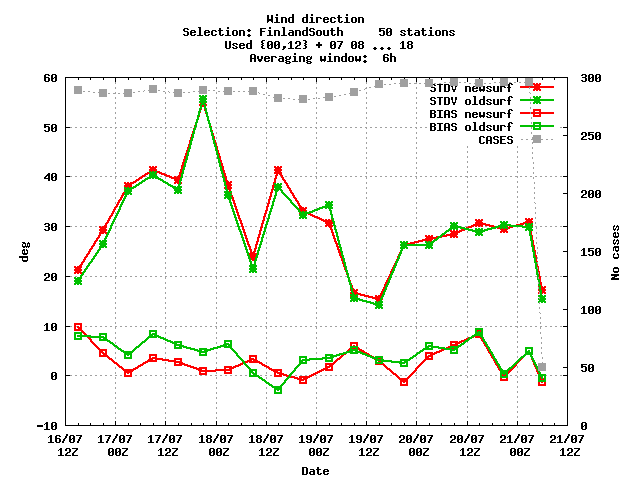 Wind direction
Selection: FinlandSouth     50 stations
Used {00,12} + 07 08 ... 18
Averaging window:  6h
60
50
40
30
20
10
0
-10
deg
300
250
200
150
100
50
0
No cases
STDV newsurf
STDV oldsurf
BIAS newsurf
BIAS oldsurf
CASES
16/07 17/07 17/07 18/07 18/07 19/07 19/07 20/07 20/07 21/07 21/07
12Z 00Z 12Z 00Z 12Z 00Z 12Z 00Z 12Z 00Z 12Z
Date